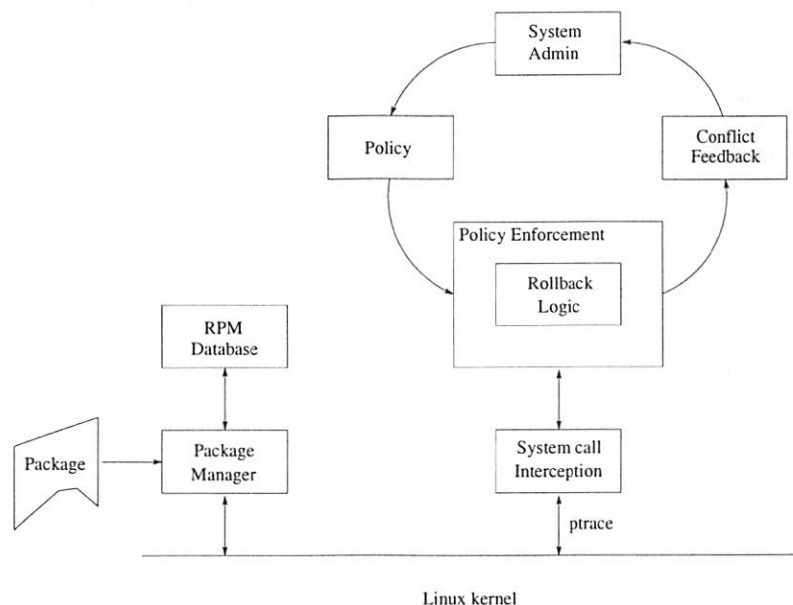 System
Admin
Policy
Conflict
Feedback
Policy Enforcement
Rollback
Logic
RPM
Database
Package
Package
Manager
System call
Interception
ptrace
Linux kernel